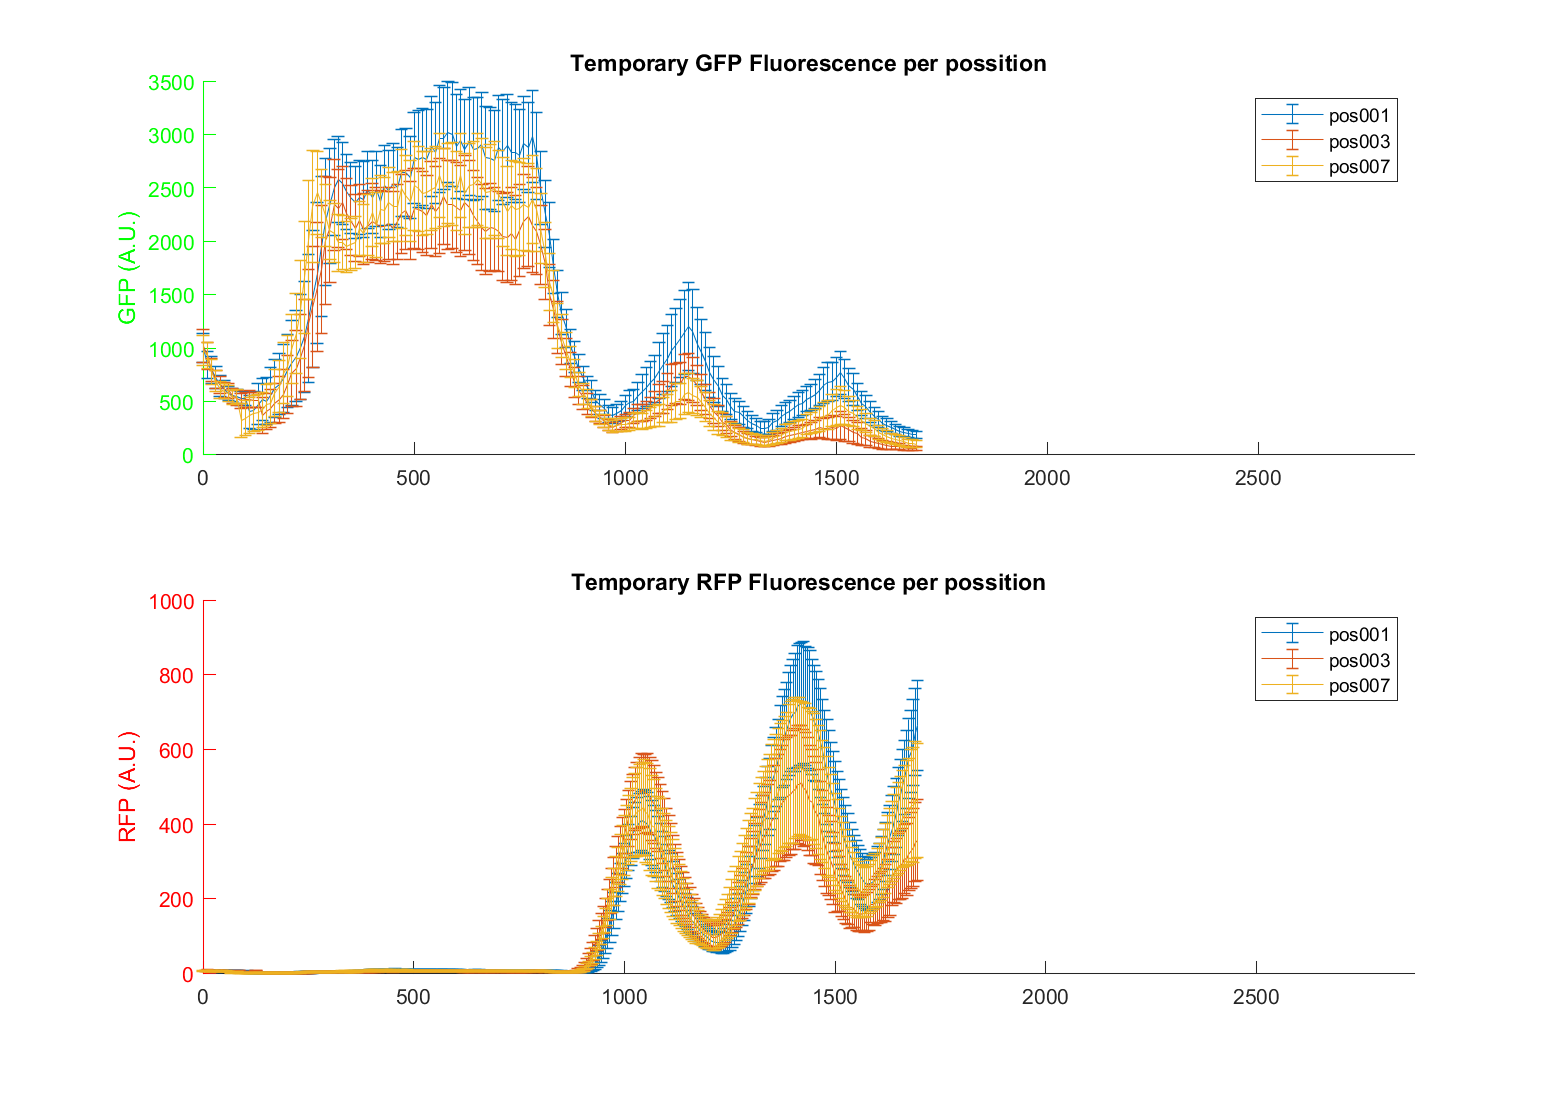 Temporary GFP Fluorescence per possition
GFP (A.U.)
3500
3000
2500
2000
1500
1000
500
0
0 500 1000 1500 2000 2500
pos001
pos003
pos007
Temporary RFP Fluorescence per possition
RFP (A.U.)
1000
800
600
400
200
0
0 500 1000 1500 2000 2500
pos001
pos003
pos007